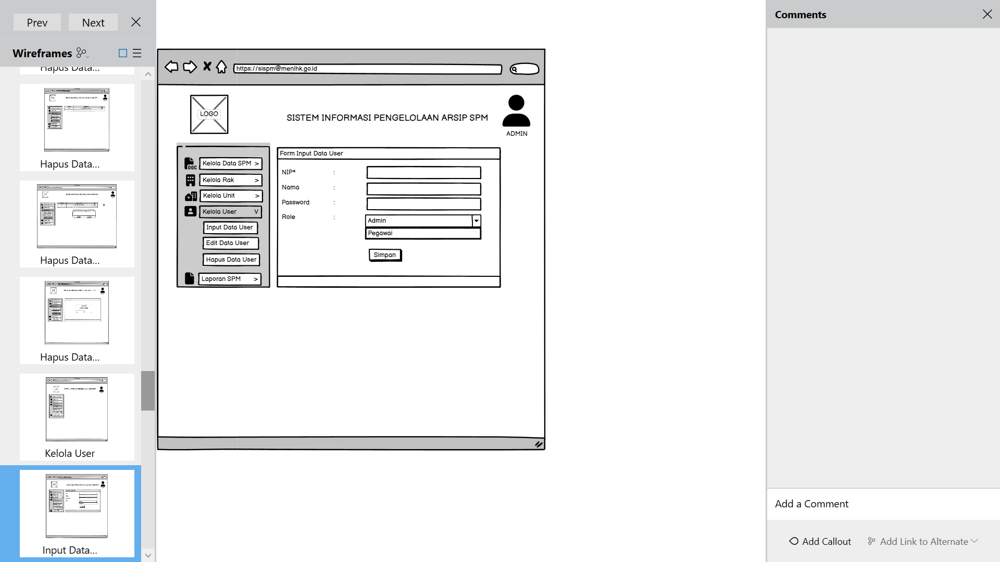 Prev
Next
Wireframes
Hapus Data...
Hapus Data...
Hapus Data...
Hapus Data...
Kelola User
Input Data...
https://sispm@menlhk.go.id
LOGO
SISTEM INFORMASI PENGELOLAAN ARSIP SPM
ADMIN
DOC
Kelola Data SPM >
Kelola Rak >
Kelola Unit >
Kelola User V
Input Data User
Edit Data User
Hapus Data User
Laporan SPM >
Form Input Data User
NIP* :
Nama :
Password :
Role :
Admin
Pegawai
Simpan
Comments
Add a Comment
Add Callout
Add Link to Alternate